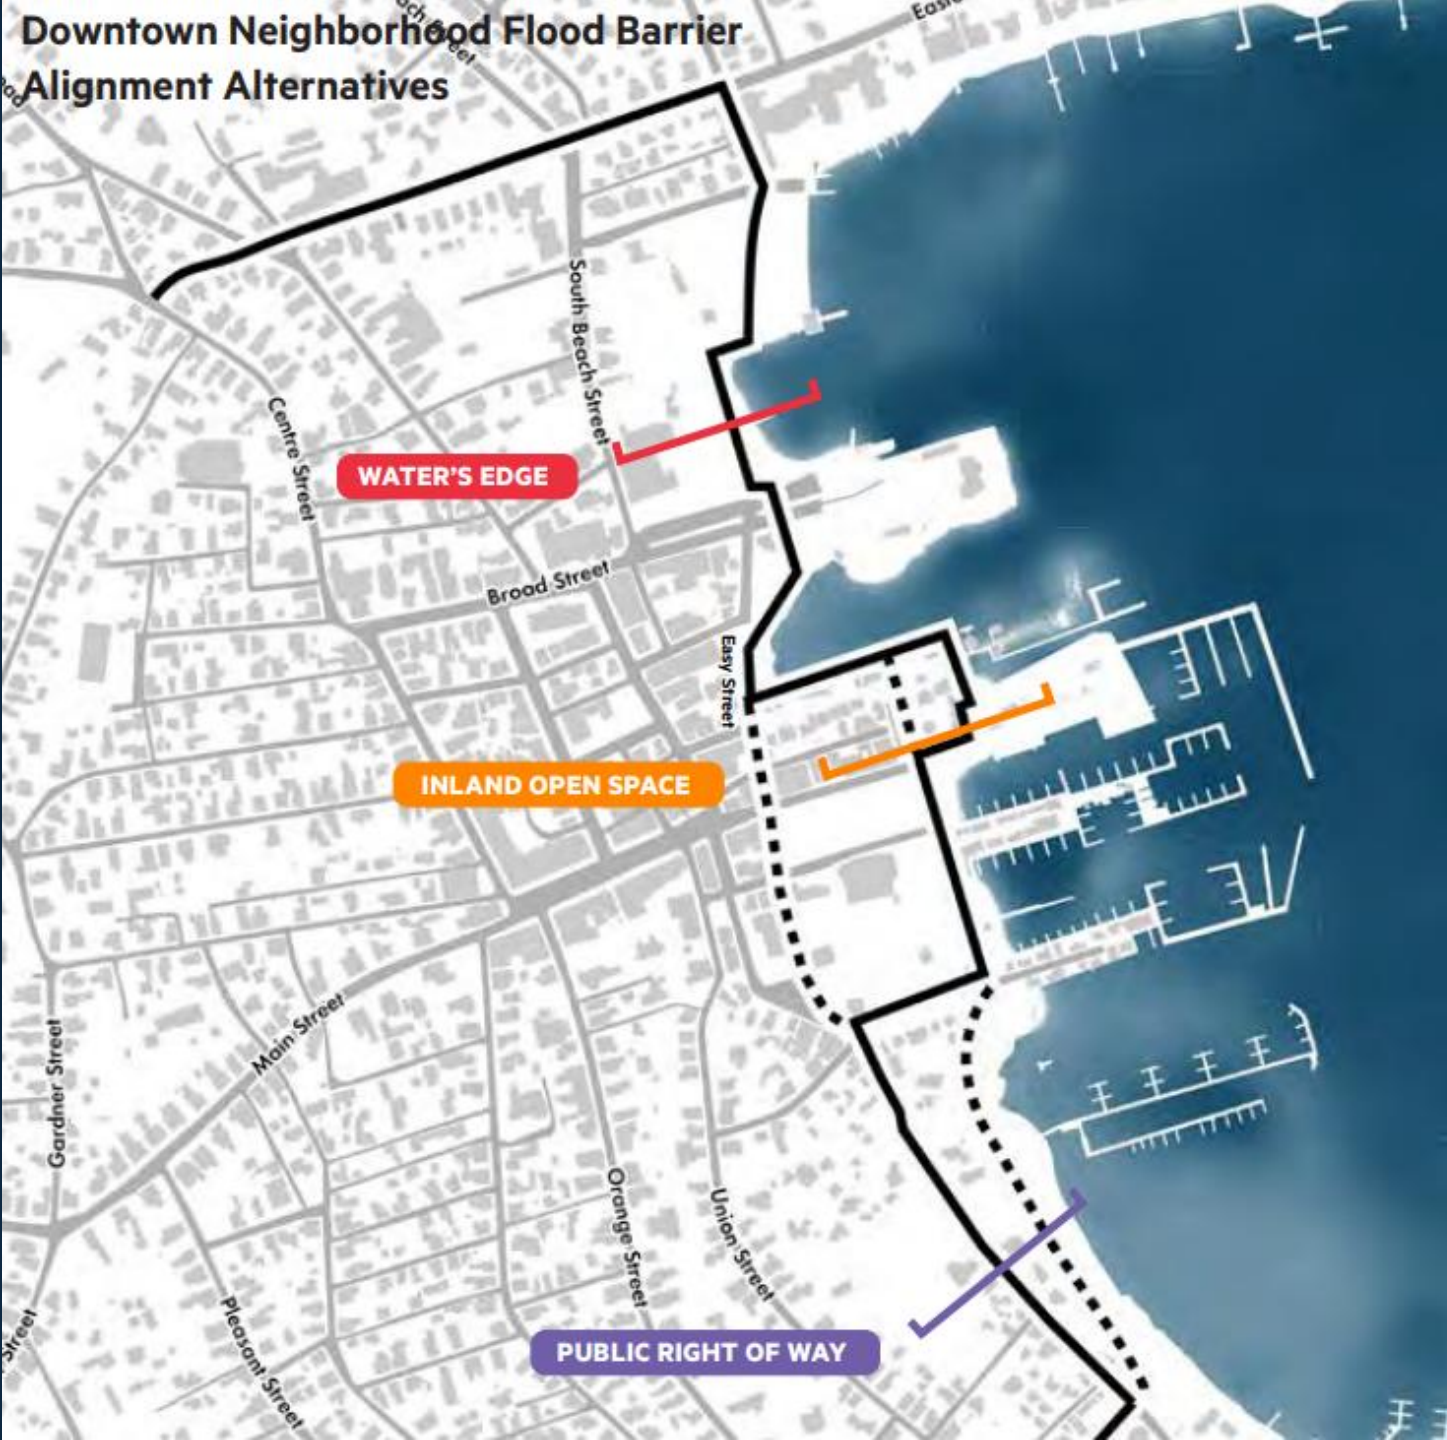 Downtown Neighborhood Flood Barrier
Alignment Alternatives
South Beach Street
Centre Street
WATER'S EDGE
Broad Street
Easy Street
INLAND OPEN SPACE
Main Street
Gardner Street
Orange Street
Union Street
Pleasant Street
PUBLIC RIGHT OF WAY
Street